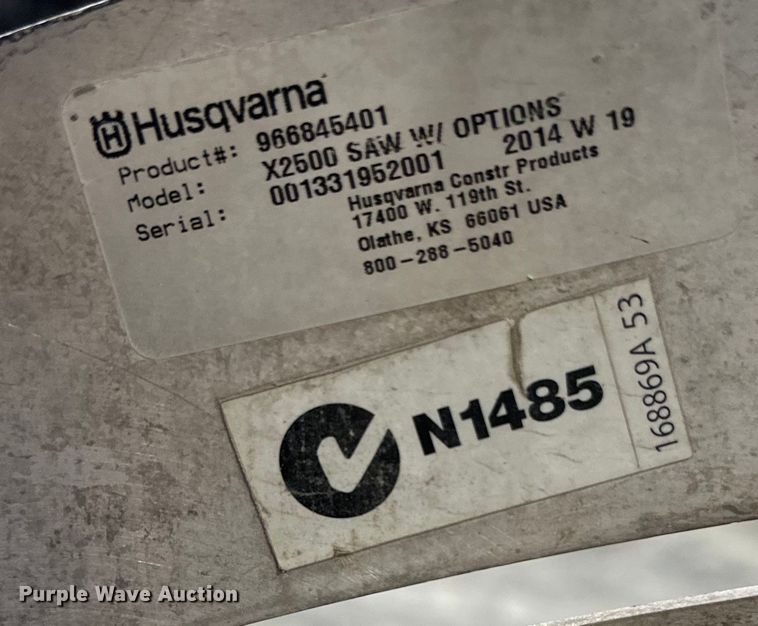 Husqvarna
Product#: 966845401
Model: X2500 SAW W/ OPTIONS
Serial: 001331952001 2014 W 19
Husqvarna Constr Products
17400 W. 119th St.
Olathe, KS 66061 USA
800-288-5040
N1485
168869A 53
Purple Wave Auction